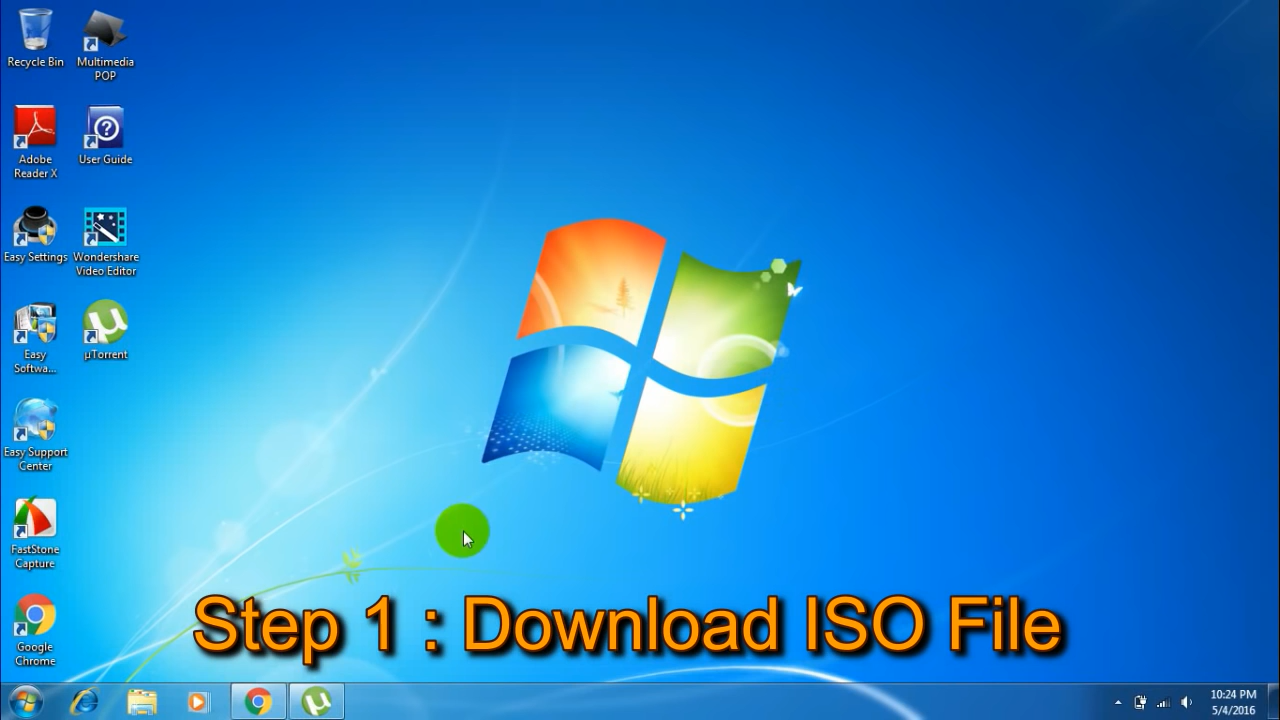 Recycle Bin
Multimedia
POP
Adobe
Reader X
User Guide
Easy Settings
Wondershare
Video Editor
Easy
Softwa...
µTorrent
Easy Support
Center
FastStone
Capture
Google
Chrome
Step 1 : Download ISO File
10:24 PM
5/4/2016